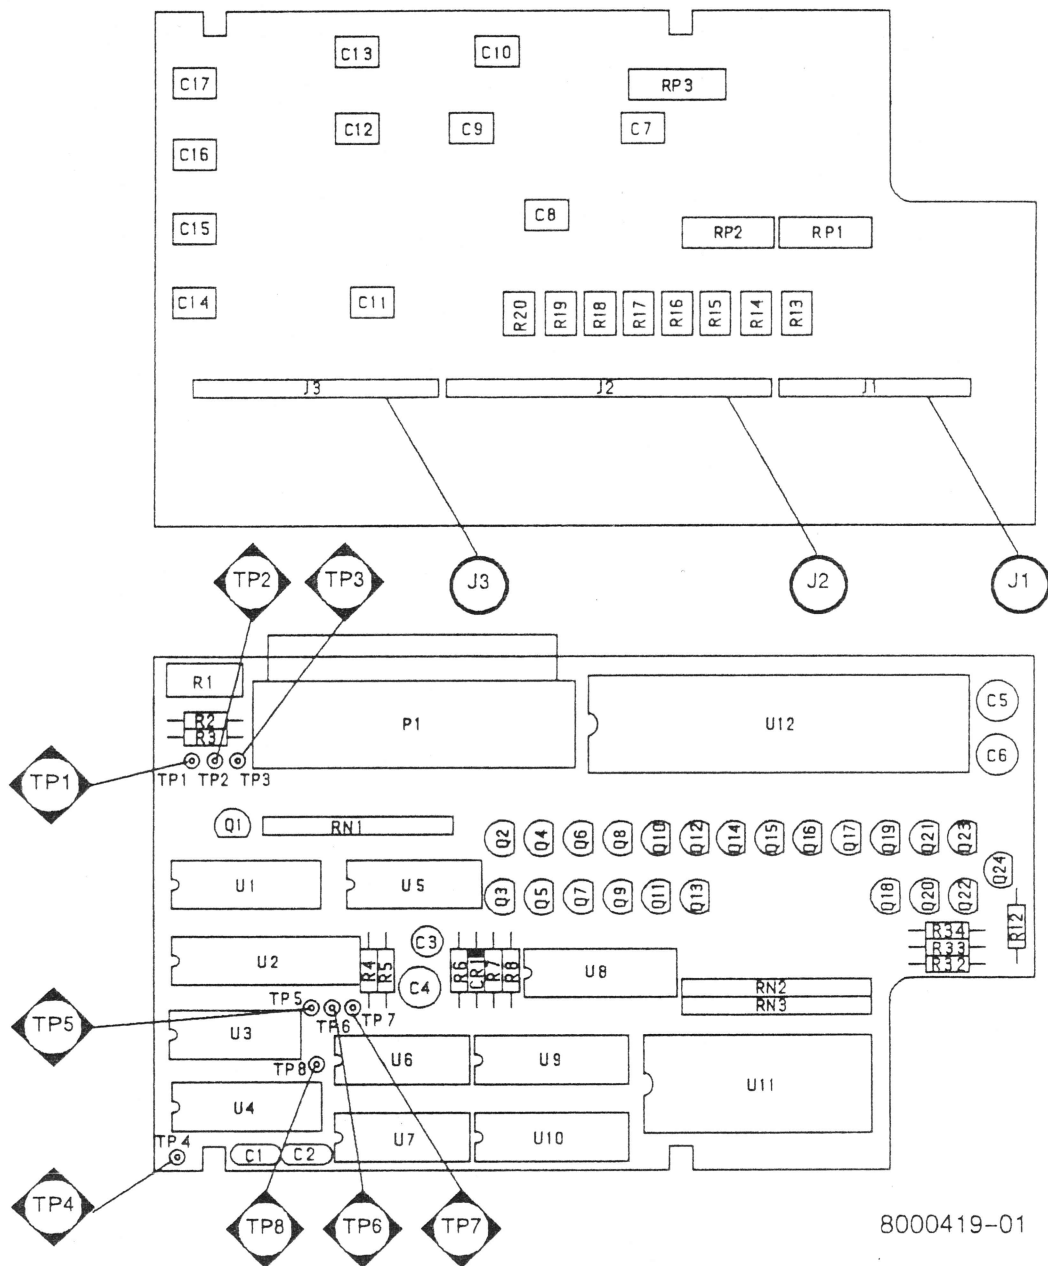 C13 C10
C17 RP3
C12 C9 C7
C16
C8
C15 RP2 RP1
C14 C11 R20 R19 R18 R17 R16 R15 R14 R13
J3 J2 J1
TP2 TP3 J3 J2 J1
R1
R2 P1 U12 C5
R3
TP1 TP1 TP2 TP3 C6
Q1 RN1 Q2 Q4 Q6 Q8 Q10 Q12 Q14 Q15 Q16 Q17 Q19 Q21 Q23
U1 U5 Q3 Q5 Q7 Q9 Q11 Q13 Q18 Q20 Q22 Q24
R12
R34
C3 R33
U2 R4 R5 R6 CR1 R7 R8 U8 R32
C4 RN2
TP5 TP5 TP6 TP7 RN3
U3
TP8 U6 U9 U11
U4
TP4 U7 U10
C1 C2
TP4
TP8 TP6 TP7 8000419-01